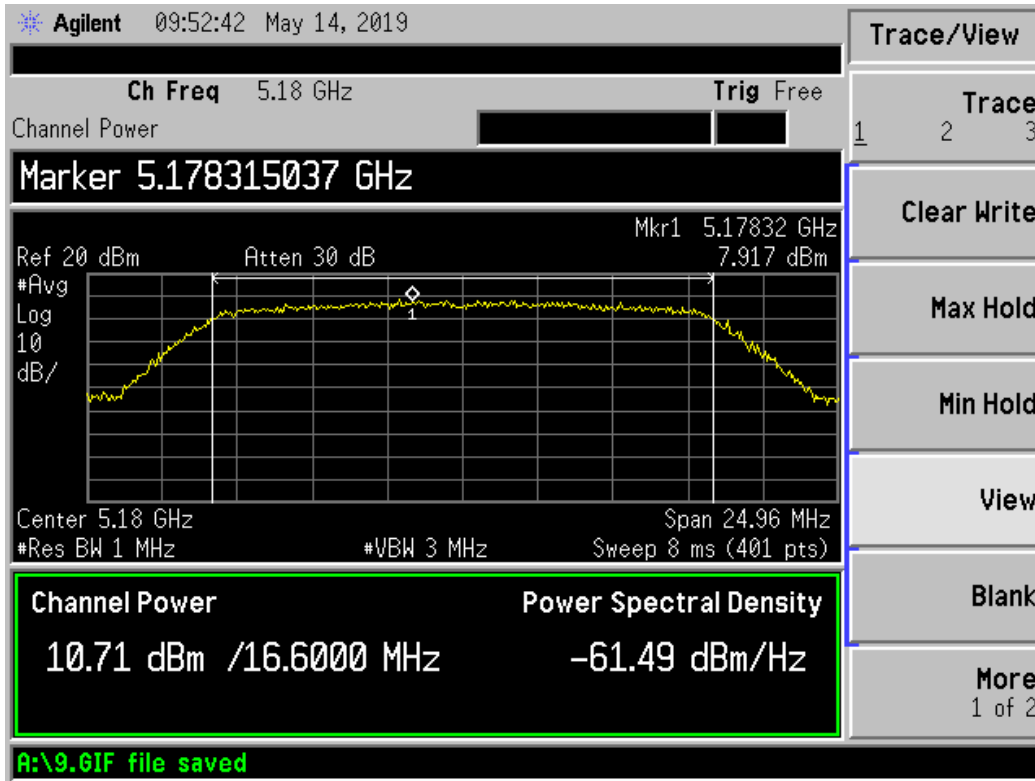 Agilent 09:52:42 May 14, 2019
Trace/View
Ch Freq 5.18 GHz Trig Free
Channel Power
Trace
1 2 3
Marker 5.178315037 GHz
Clear Write
Mkr1 5.17832 GHz
Ref 20 dBm Atten 30 dB 7.917 dBm
#Avg
Log
10
dB/
1
Max Hold
Min Hold
View
Center 5.18 GHz Span 24.96 MHz
#Res BW 1 MHz #VBW 3 MHz Sweep 8 ms (401 pts)
Channel Power Power Spectral Density
10.71 dBm /16.6000 MHz -61.49 dBm/Hz
Blank
More
1 of 2
A:\9.GIF file saved